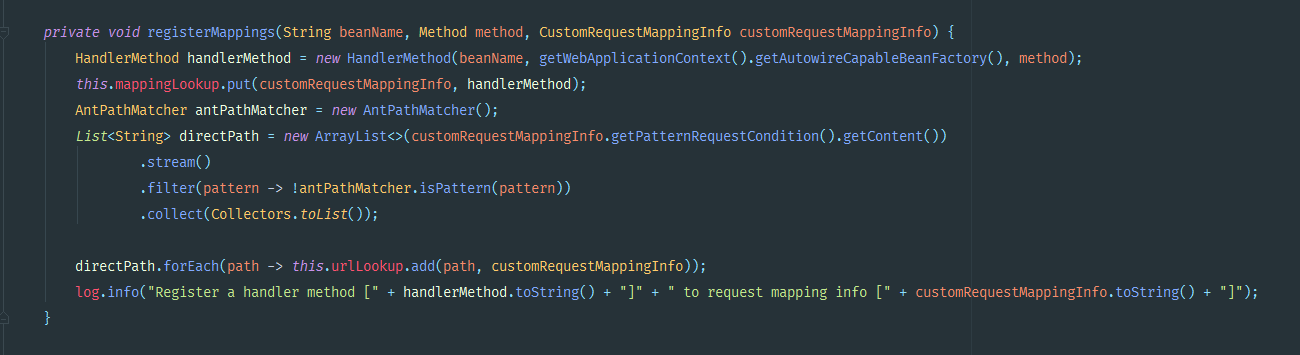 private void registerMappings(String beanName, Method method, CustomRequestMappingInfo customRequestMappingInfo) {
HandlerMethod handlerMethod = new HandlerMethod(beanName, getWebApplicationContext().getAutowireCapableBeanFactory(), method);
this.mappingLookup.put(customRequestMappingInfo, handlerMethod);
AntPathMatcher antPathMatcher = new AntPathMatcher();
List<String> directPath = new ArrayList<>(customRequestMappingInfo.getPatternRequestCondition().getContent())
.stream()
.filter(pattern -> !antPathMatcher.isPattern(pattern))
.collect(Collectors.toList());
directPath.forEach(path -> this.urlLookup.add(path, customRequestMappingInfo));
log.info("Register a handler method [" + handlerMethod.toString() + "]" + " to request mapping info [" + customRequestMappingInfo.toString() + "]");
}